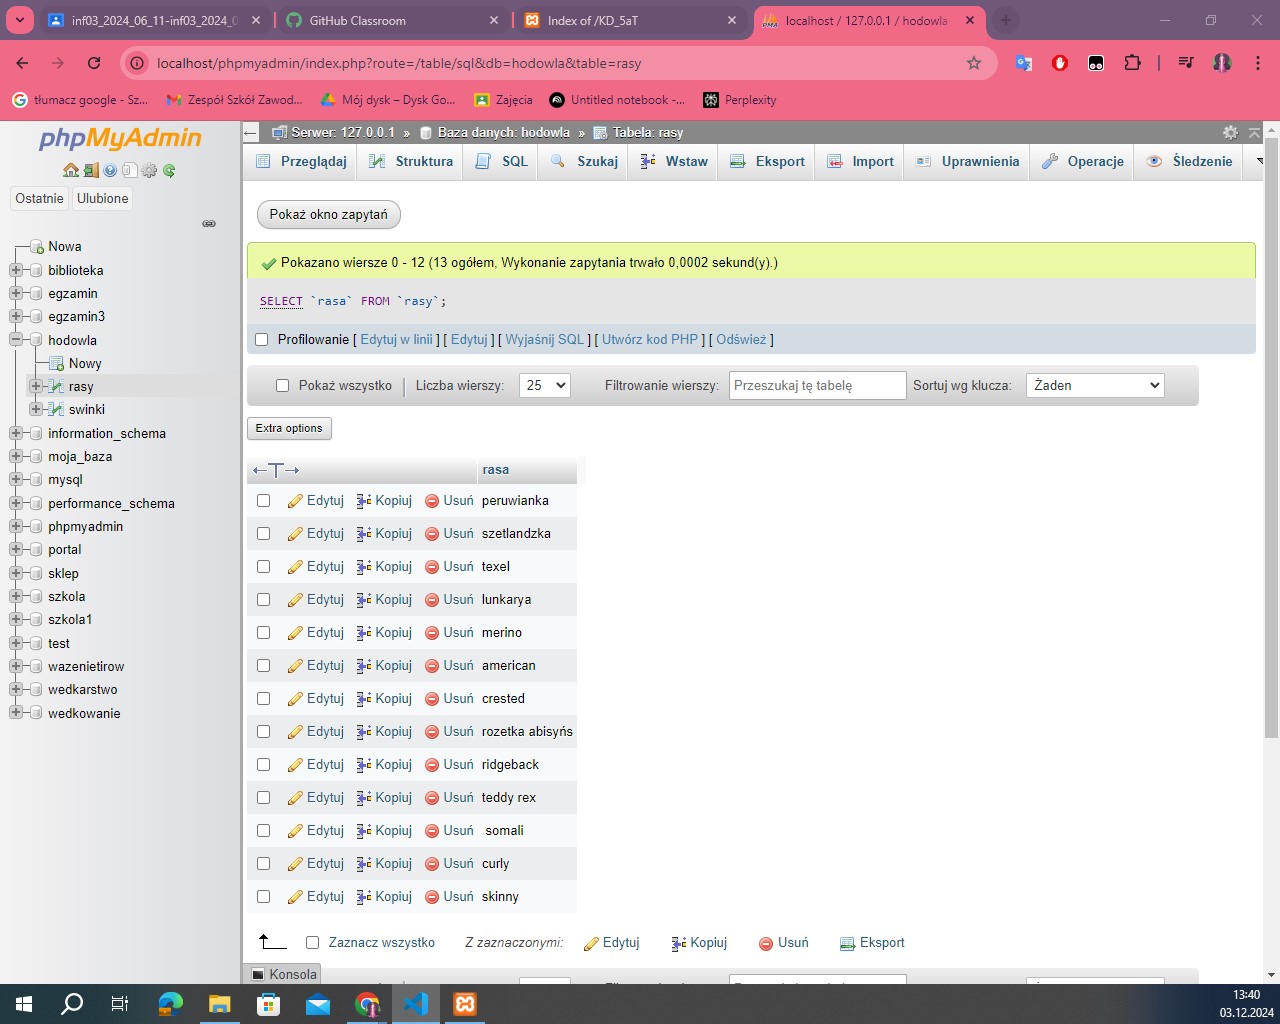 inf03_2024_06_11-inf03_2024_0
GitHub Classroom
Index of /KD_5aT
localhost / 127.0.0.1 / hodowla
localhost/phpmyadmin/index.php?route=/table/sql&db=hodowla&table=rasy
tłumacz google - Sz...
Zespół Szkół Zawod...
Mój dysk – Dysk Go...
Zajęcia
Untitled notebook -...
Perplexity
phpMyAdmin
Ostatnie
Ulubione
Nowa
biblioteka
egzamin
egzamin3
hodowla
Nowy
rasy
swinki
information_schema
moja_baza
mysql
performance_schema
phpmyadmin
portal
sklep
szkola
szkola1
test
wazenietirow
wedkarstwo
wedkowanie
Serwer: 127.0.0.1 » Baza danych: hodowla » Tabela: rasy
Przeglądaj
Struktura
SQL
Szukaj
Wstaw
Eksport
Import
Uprawnienia
Operacje
Śledzenie
Pokaż okno zapytań
Pokazano wiersze 0 - 12 (13 ogółem, Wykonanie zapytania trwało 0,0002 sekund(y).)
SELECT `rasa` FROM `rasy`;
Profilowanie [ Edytuj w linii ] [ Edytuj ] [ Wyjaśnij SQL ] [ Utwórz kod PHP ] [ Odśwież ]
Pokaż wszystko | Liczba wierszy: 25 Filtrowanie wierszy: Przeszukaj tę tabelę Sortuj wg klucza: Żaden
Extra options
←T→ rasa
Edytuj Kopiuj Usuń peruwianka
Edytuj Kopiuj Usuń szetlandzka
Edytuj Kopiuj Usuń texel
Edytuj Kopiuj Usuń lunkarya
Edytuj Kopiuj Usuń merino
Edytuj Kopiuj Usuń american
Edytuj Kopiuj Usuń crested
Edytuj Kopiuj Usuń rozetka abisyńs
Edytuj Kopiuj Usuń ridgeback
Edytuj Kopiuj Usuń teddy rex
Edytuj Kopiuj Usuń somali
Edytuj Kopiuj Usuń curly
Edytuj Kopiuj Usuń skinny
Zaznacz wszystko Z zaznaczonymi: Edytuj Kopiuj Usuń Eksport
Konsola
13:40
03.12.2024